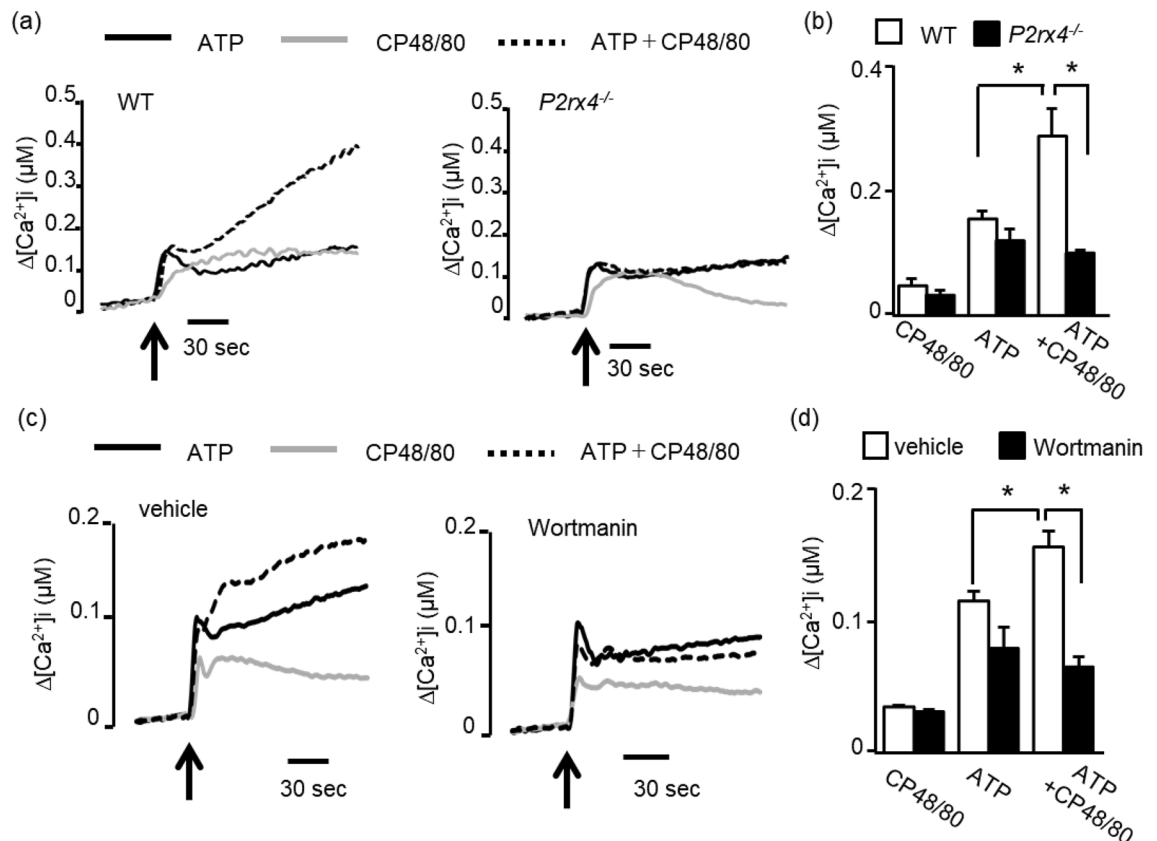 (a)
ATP CP48/80 ATP + CP48/80
WT
Δ[Ca²⁺]i (µM)
0.5
0.4
0.3
0.2
0.1
0
30 sec
P2rx4-/-
Δ[Ca²⁺]i (µM)
0.5
0.4
0.3
0.2
0.1
0
30 sec
(b)
WT P2rx4-/-
Δ[Ca²⁺]i (µM)
0.4
0.2
0
* *
CP48/80
ATP
ATP
+CP48/80
(c)
ATP CP48/80 ATP + CP48/80
vehicle
Δ[Ca²⁺]i (µM)
0.2
0.1
0
30 sec
Wortmanin
Δ[Ca²⁺]i (µM)
0.2
0.1
0
30 sec
(d)
vehicle Wortmanin
Δ[Ca²⁺]i (µM)
0.2
0.1
0
* *
CP48/80
ATP
ATP
+CP48/80